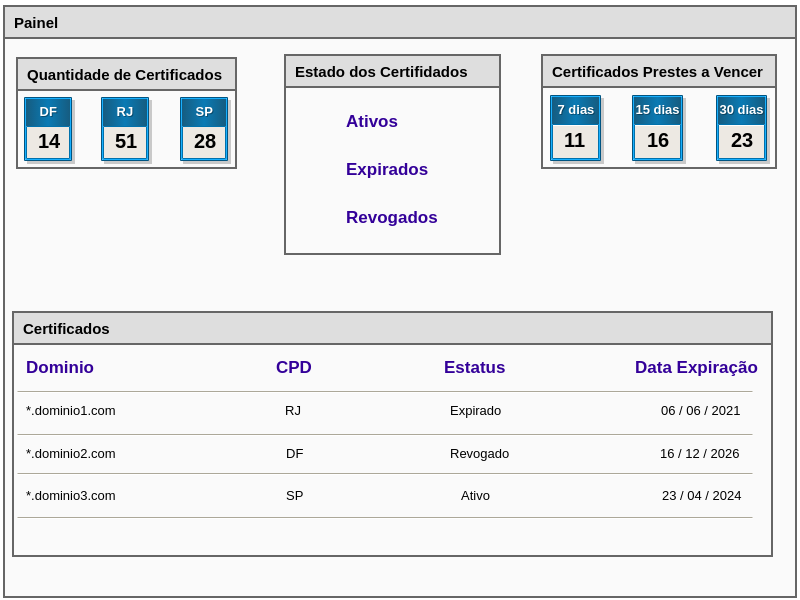 Painel
Quantidade de Certificados
DF RJ SP
14 51 28
Estado dos Certifidados
Ativos
Expirados
Revogados
Certificados Prestes a Vencer
7 dias 15 dias 30 dias
11 16 23
Certificados
Dominio CPD Estatus Data Expiração
*.dominio1.com RJ Expirado 06 / 06 / 2021
*.dominio2.com DF Revogado 16 / 12 / 2026
*.dominio3.com SP Ativo 23 / 04 / 2024